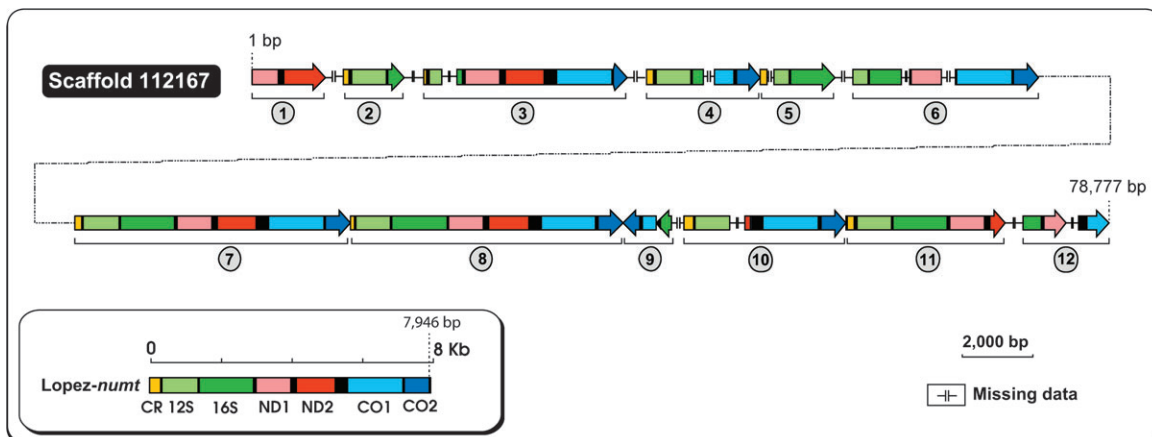 1 bp
Scaffold 112167
1 2 3 4 5 6
78,777 bp
7 8 9 10 11 12
7,946 bp
0 8 Kb
2,000 bp
Lopez-numt
CR 12S 16S ND1 ND2 CO1 CO2
Missing data